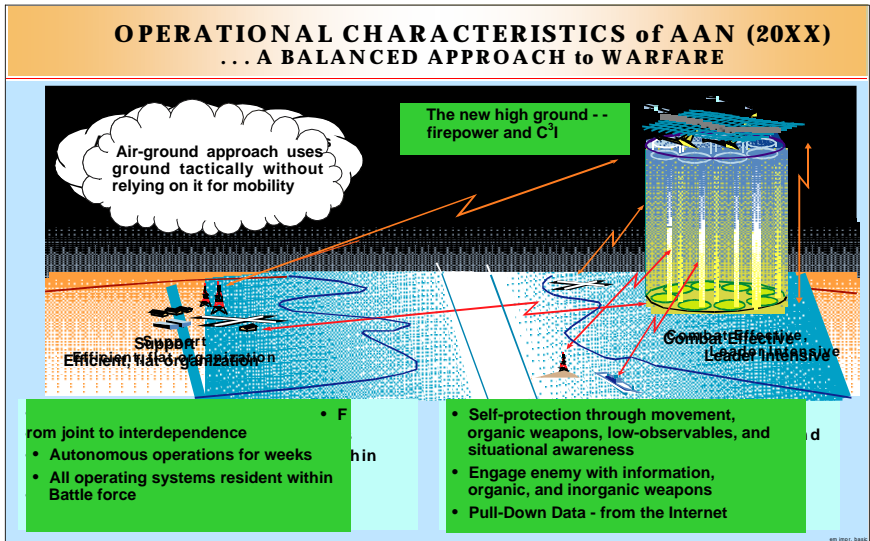 OPERATIONAL CHARACTERISTICS of AAN (20XX)
. . . A BALANCED APPROACH to WARFARE
Air-ground approach uses
ground tactically without
relying on it for mobility
The new high ground - -
firepower and C³I
Support
Efficient, flat organization
Combat Effective
Leader Intensive
• F
rom joint to interdependence
• Autonomous operations for weeks
• All operating systems resident within
Battle force
• Self-protection through movement,
organic weapons, low-observables, and
situational awareness
• Engage enemy with information,
organic, and inorganic weapons
• Pull-Down Data - from the Internet